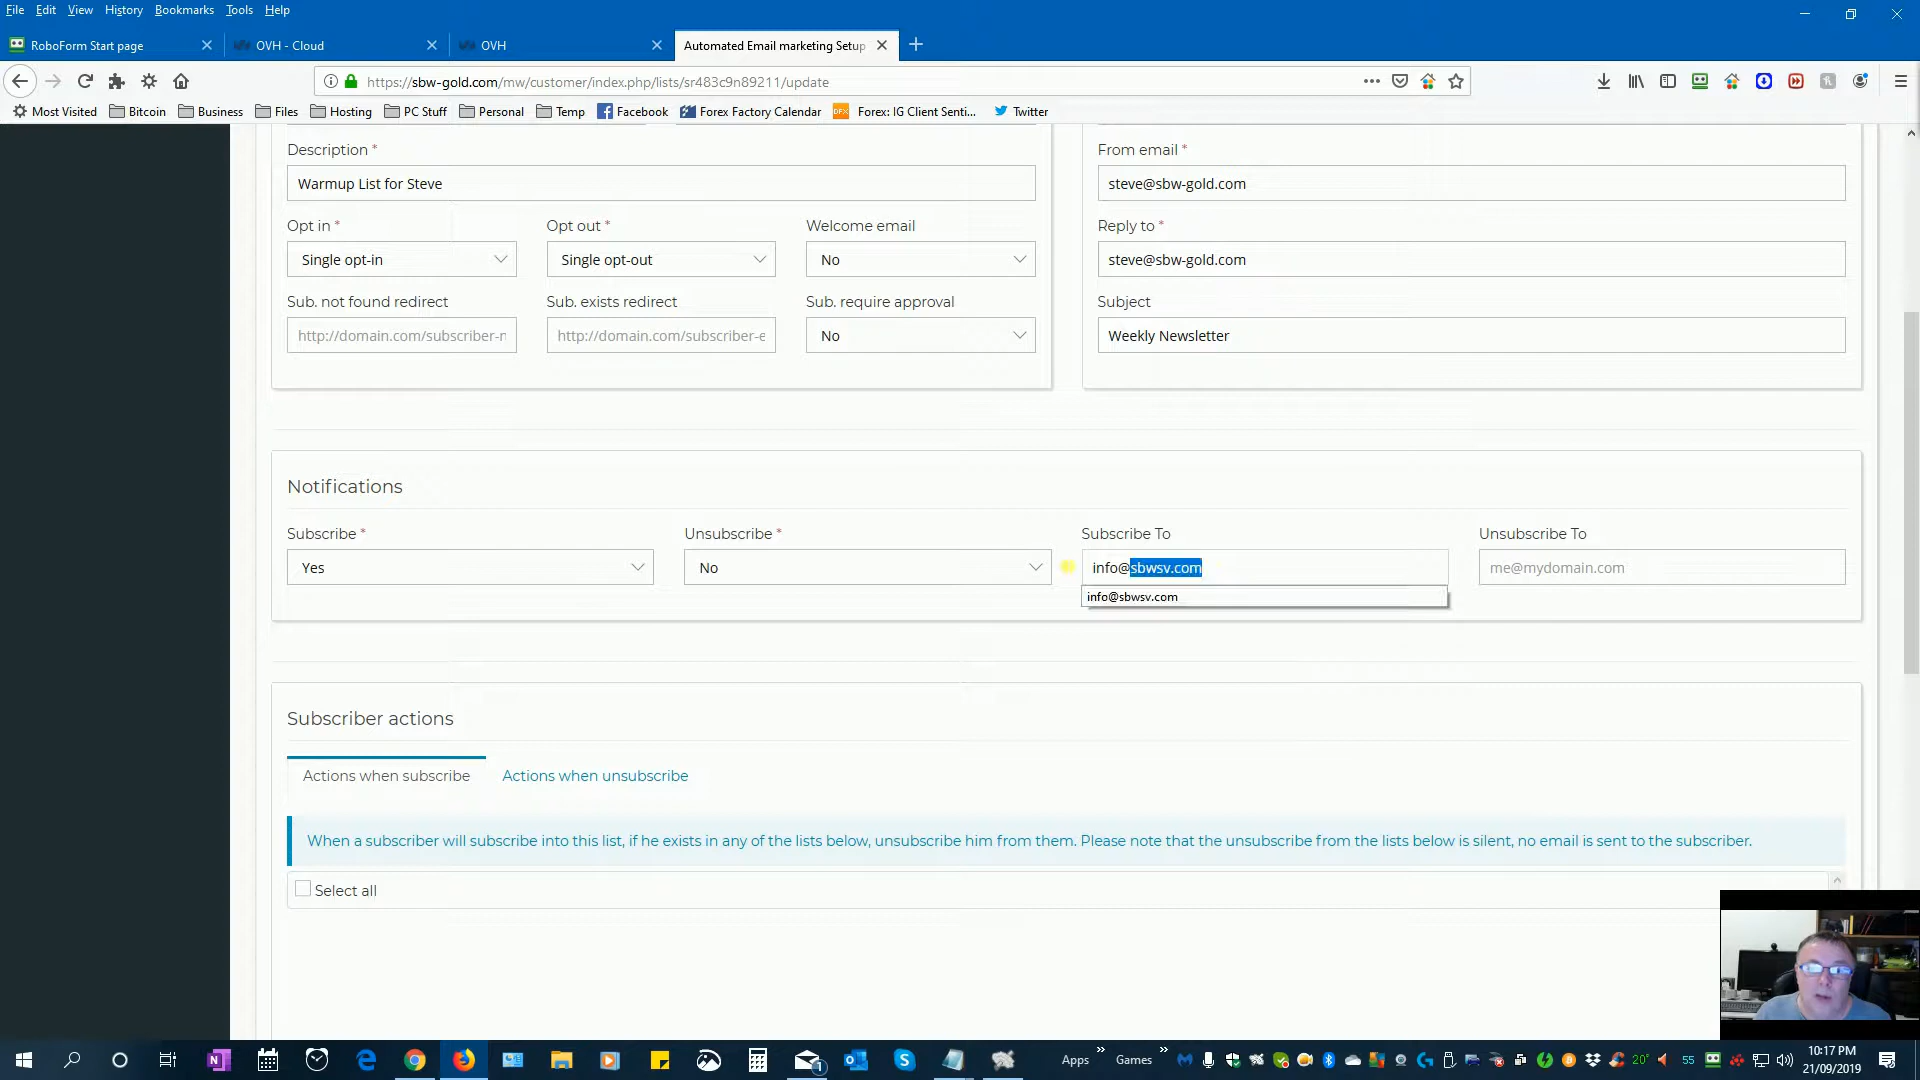 File Edit View History Bookmarks Tools Help
RoboForm Start page OVH - Cloud OVH Automated Email marketing Setup
https://sbw-gold.com/mw/customer/index.php/lists/sr483c9n89211/update
Most Visited Bitcoin Business Files Hosting PC Stuff Personal Temp Facebook Forex Factory Calendar DFX Forex: IG Client Senti... Twitter
Description * From email *
Warmup List for Steve steve@sbw-gold.com
Opt in * Opt out * Welcome email Reply to *
Single opt-in Single opt-out No steve@sbw-gold.com
Sub. not found redirect Sub. exists redirect Sub. require approval Subject
http://domain.com/subscriber-n http://domain.com/subscriber-e No Weekly Newsletter
Notifications
Subscribe * Unsubscribe * Subscribe To Unsubscribe To
Yes No info@sbwsv.com me@mydomain.com
info@sbwsv.com
Subscriber actions
Actions when subscribe Actions when unsubscribe
When a subscriber will subscribe into this list, if he exists in any of the lists below, unsubscribe him from them. Please note that the unsubscribe from the lists below is silent, no email is sent to the subscriber.
Select all
Apps » Games » 20° 55 10:17 PM
21/09/2019